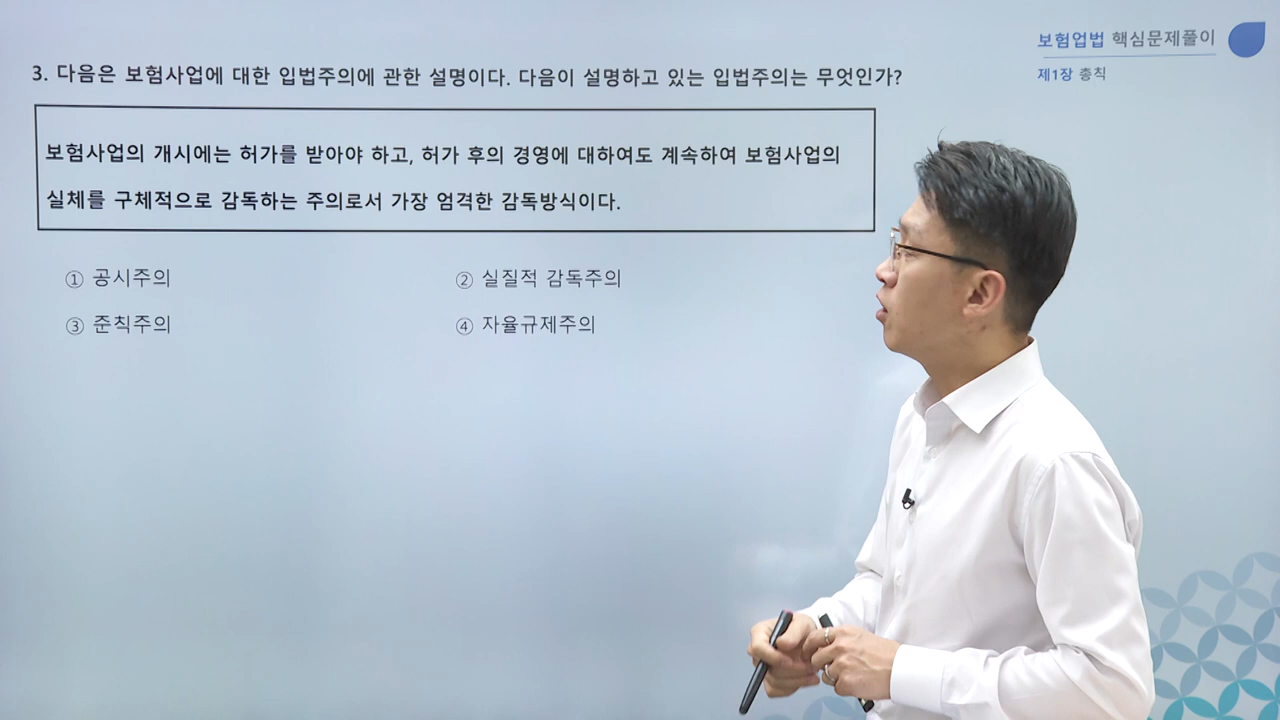 보험업법 핵심문제풀이
제1장 총칙
3. 다음은 보험사업에 대한 입법주의에 관한 설명이다. 다음이 설명하고 있는 입법주의는 무엇인가?
보험사업의 개시에는 허가를 받아야 하고, 허가 후의 경영에 대하여도 계속하여 보험사업의
실체를 구체적으로 감독하는 주의로서 가장 엄격한 감독방식이다.
① 공시주의
② 실질적 감독주의
③ 준칙주의
④ 자율규제주의